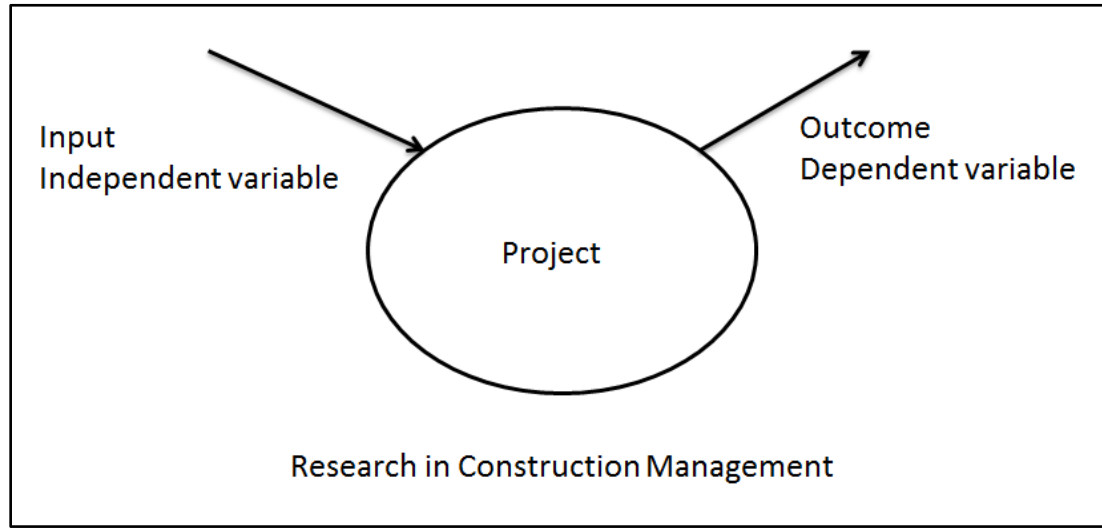 Input
Independent variable
Outcome
Dependent variable
Project
Research in Construction Management